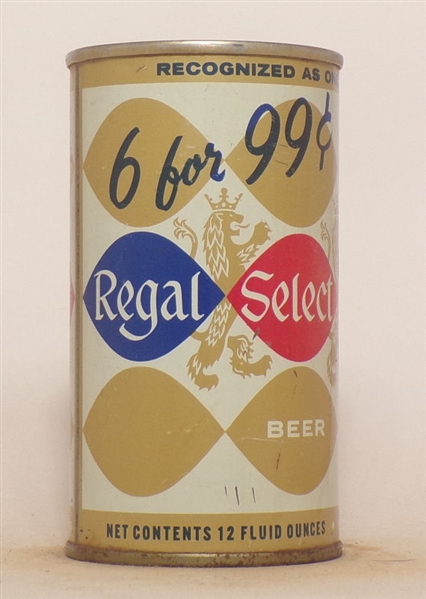 RECOGNIZED AS
6 for 99¢
Regal Select
BEER
NET CONTENTS 12 FLUID OUNCES